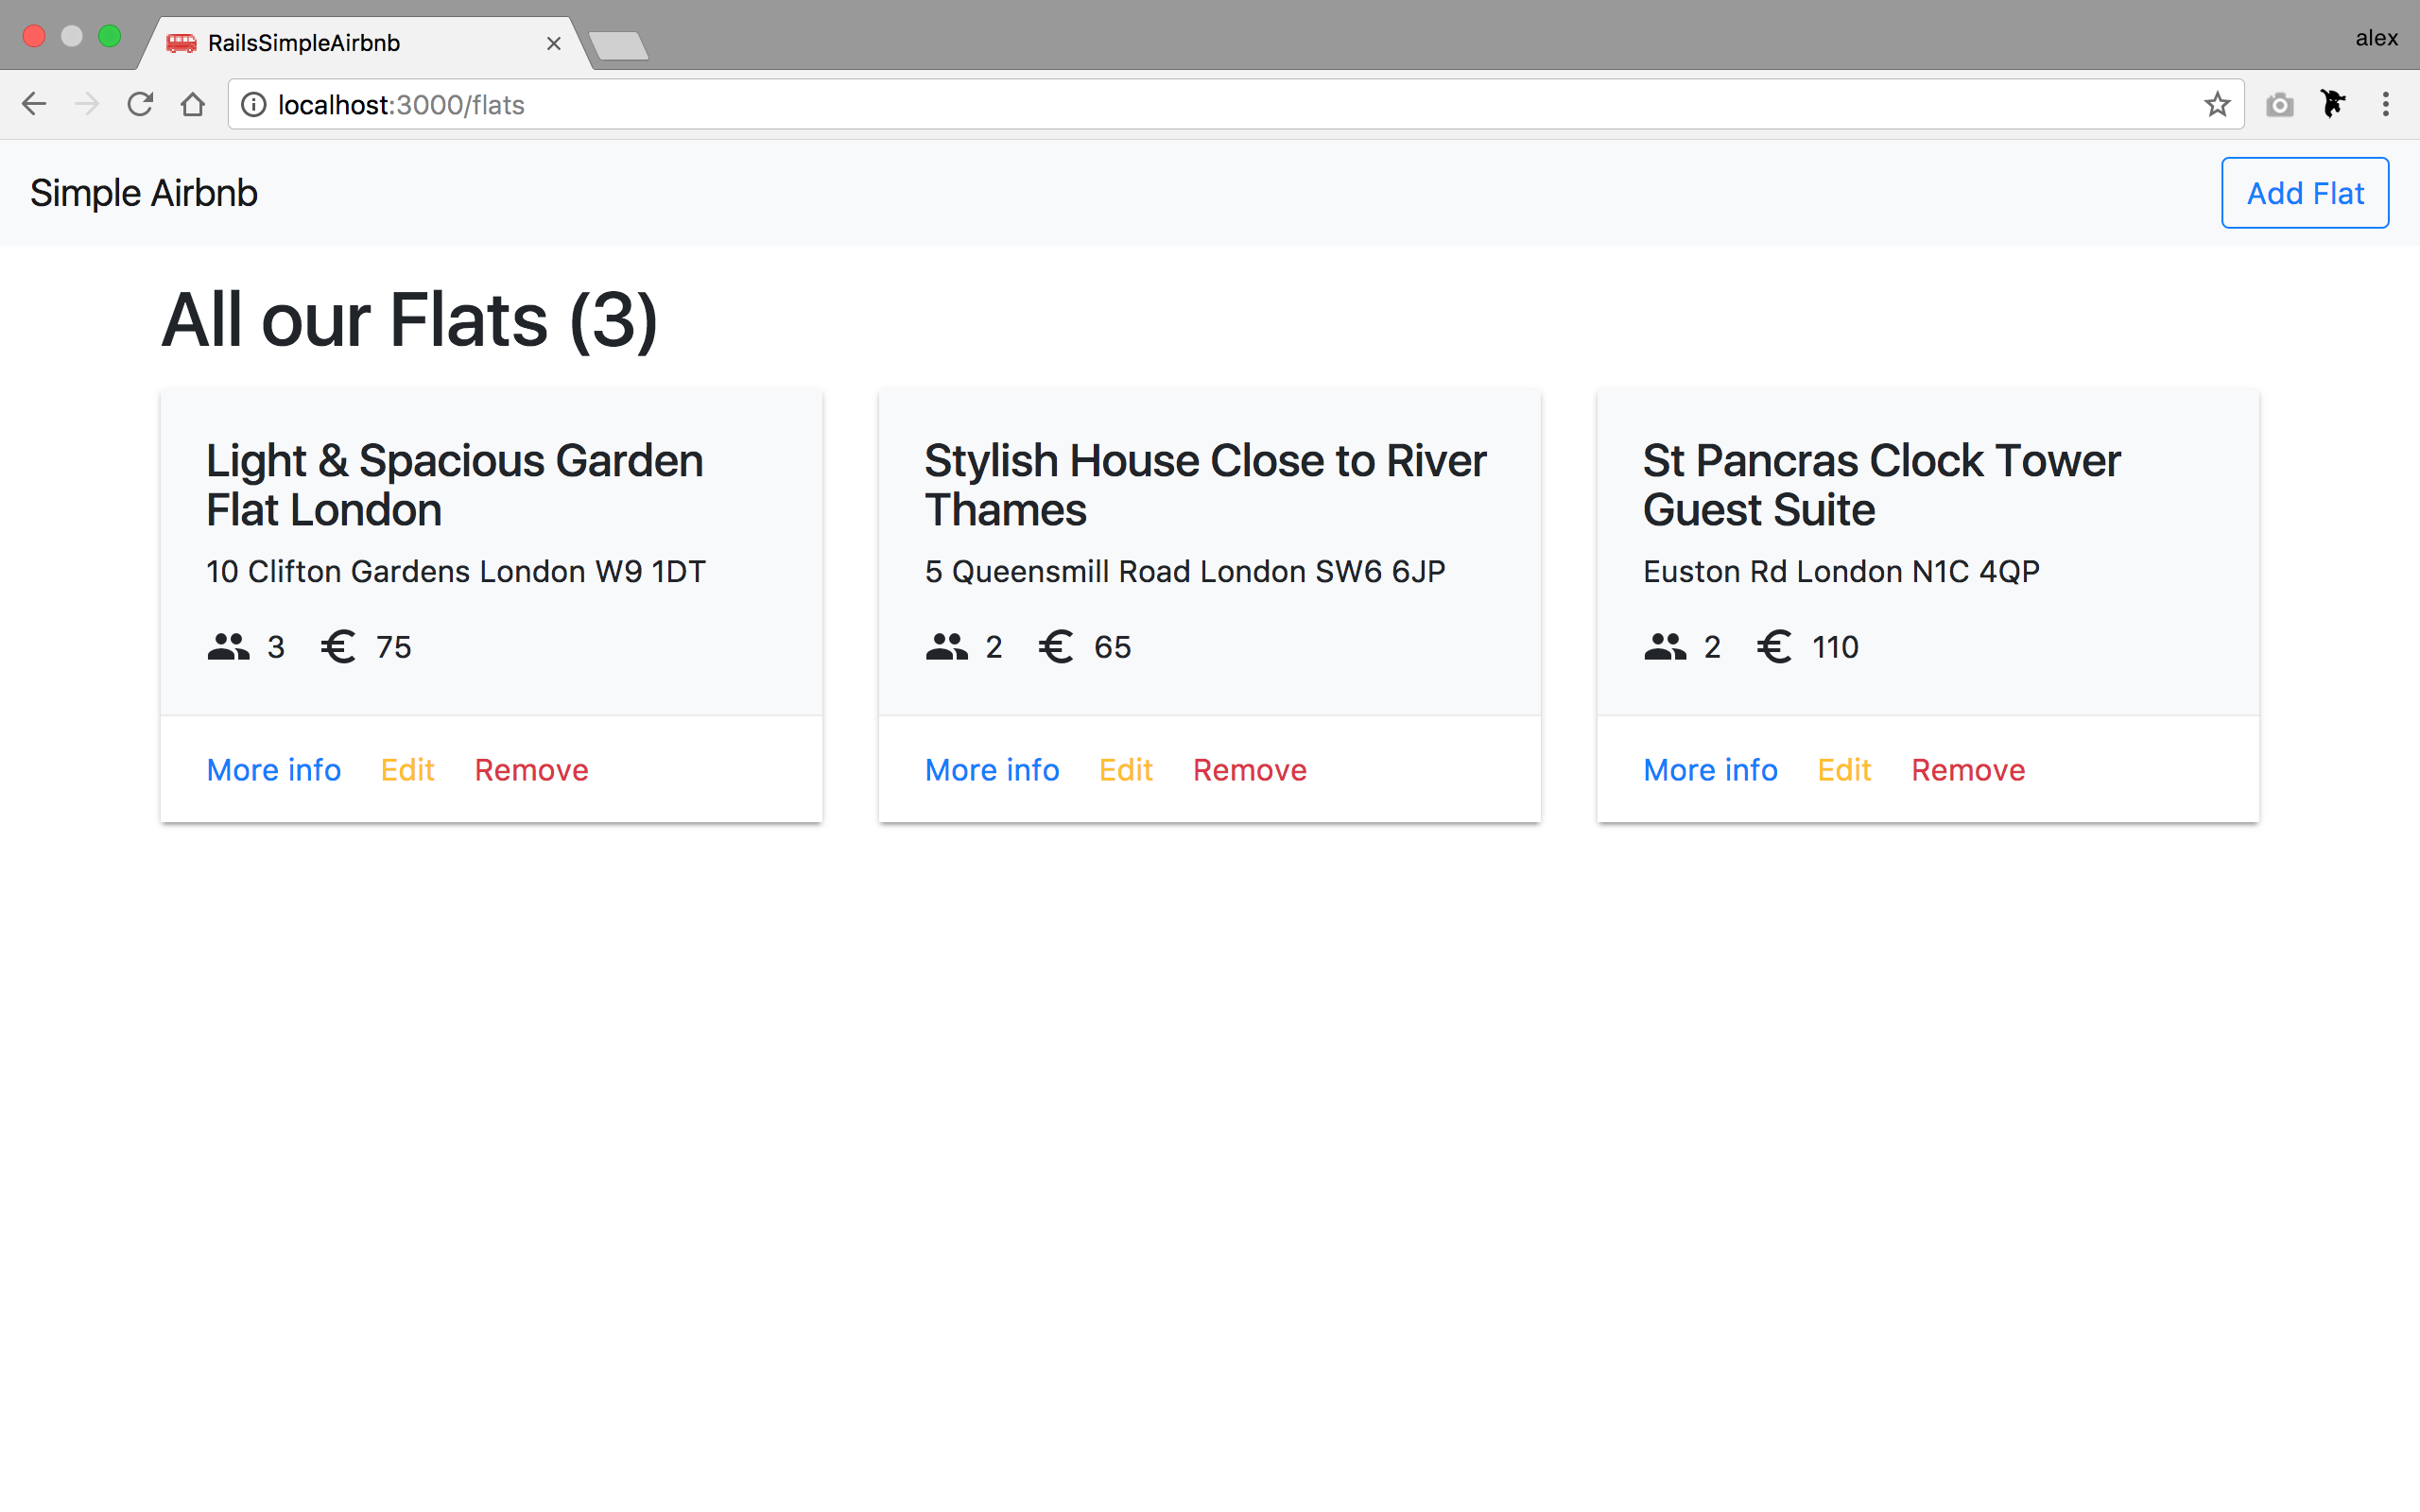 RailsSimpleAirbnb
alex
localhost:3000/flats
Simple Airbnb
Add Flat
All our Flats (3)
Light & Spacious Garden
Flat London
10 Clifton Gardens London W9 1DT
3 € 75
More info Edit Remove
Stylish House Close to River
Thames
5 Queensmill Road London SW6 6JP
2 € 65
More info Edit Remove
St Pancras Clock Tower
Guest Suite
Euston Rd London N1C 4QP
2 € 110
More info Edit Remove